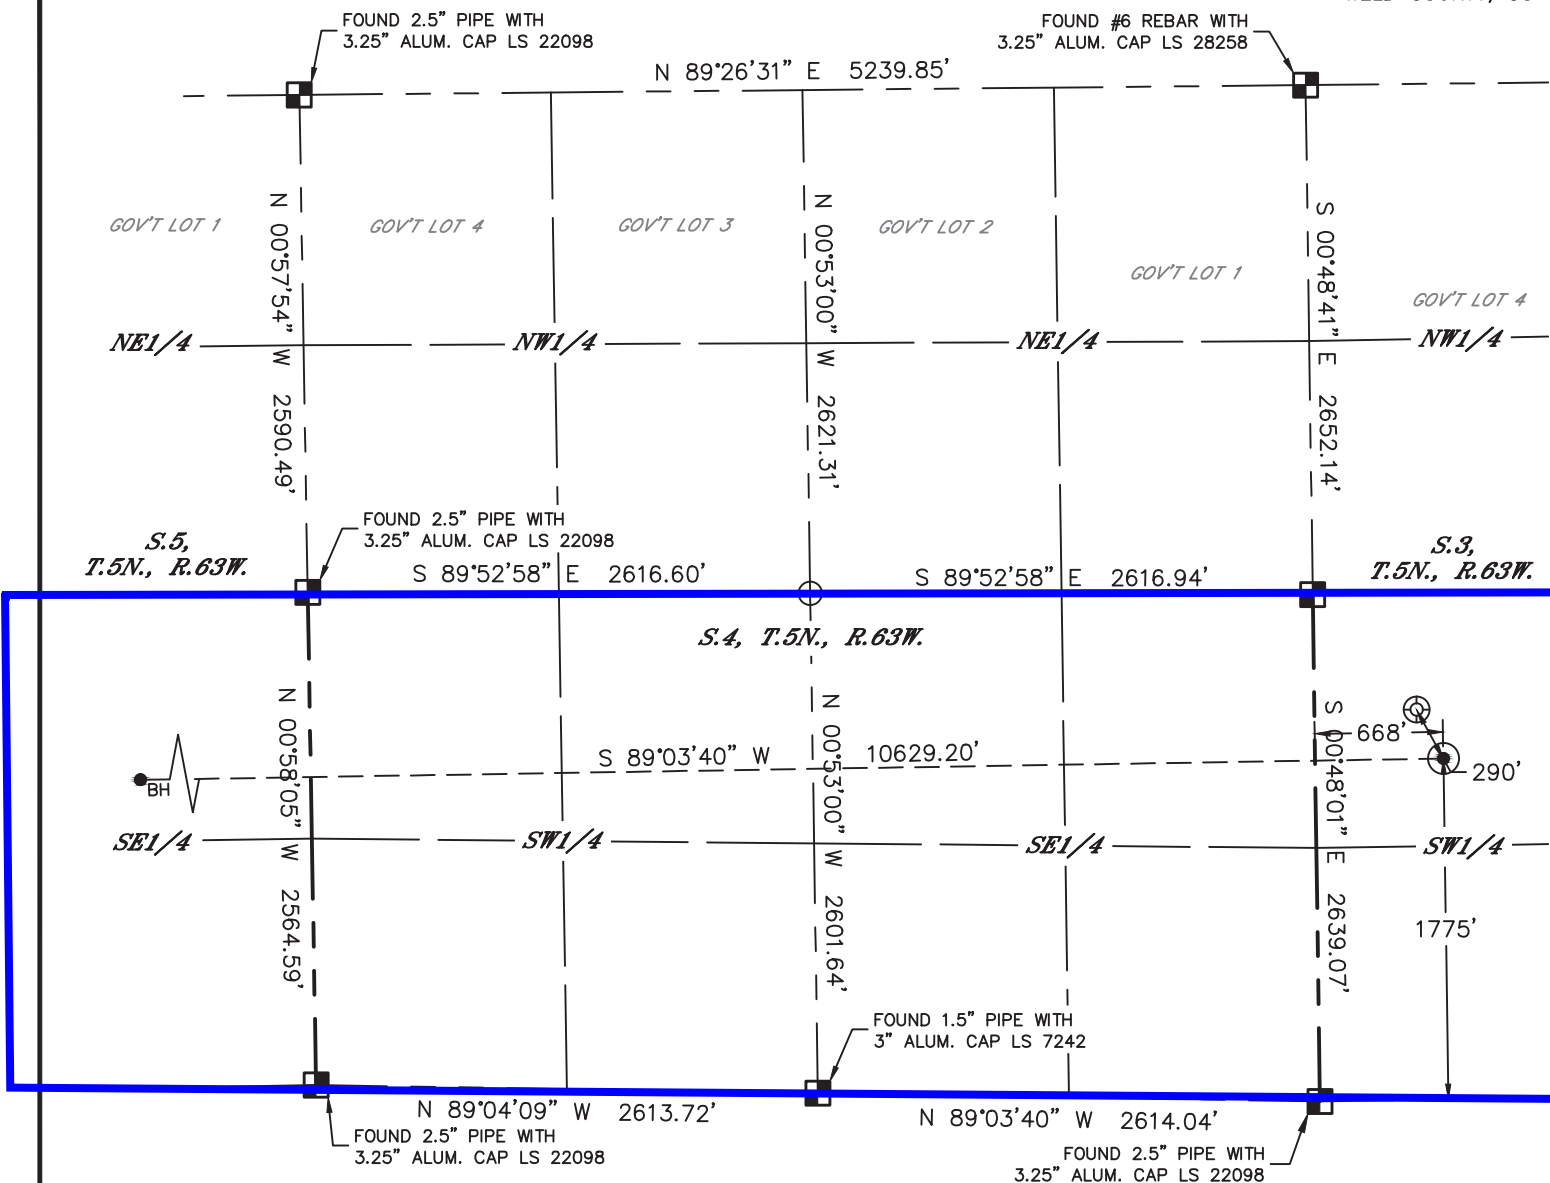 FOUND 2.5" PIPE WITH
3.25" ALUM. CAP LS 22098
FOUND #6 REBAR WITH
3.25" ALUM. CAP LS 28258
N 89°26'31" E 5239.85'
N 00°57'54" W 2590.49'
N 00°53'00" W 2621.31'
S 00°48'41" E 2652.14'
GOV'T LOT 1
GOV'T LOT 4
GOV'T LOT 3
GOV'T LOT 2
GOV'T LOT 1
GOV'T LOT 4
NE1/4
NW1/4
NE1/4
NW1/4
S.5,
T.5N., R.63W.
FOUND 2.5" PIPE WITH
3.25" ALUM. CAP LS 22098
S 89°52'58" E 2616.60'
S 89°52'58" E 2616.94'
S.3,
T.5N., R.63W.
S.4, T.5N., R.63W.
N 00°58'05" W 2564.59'
N 00°53'00" W 2601.64'
S 00°48'01" E 2639.07'
S 89°03'40" W 10629.20'
668'
290'
BH
SE1/4
SW1/4
SE1/4
SW1/4
1775'
FOUND 1.5" PIPE WITH
3" ALUM. CAP LS 7242
N 89°04'09" W 2613.72'
N 89°03'40" W 2614.04'
FOUND 2.5" PIPE WITH
3.25" ALUM. CAP LS 22098
FOUND 2.5" PIPE WITH
3.25" ALUM. CAP LS 22098